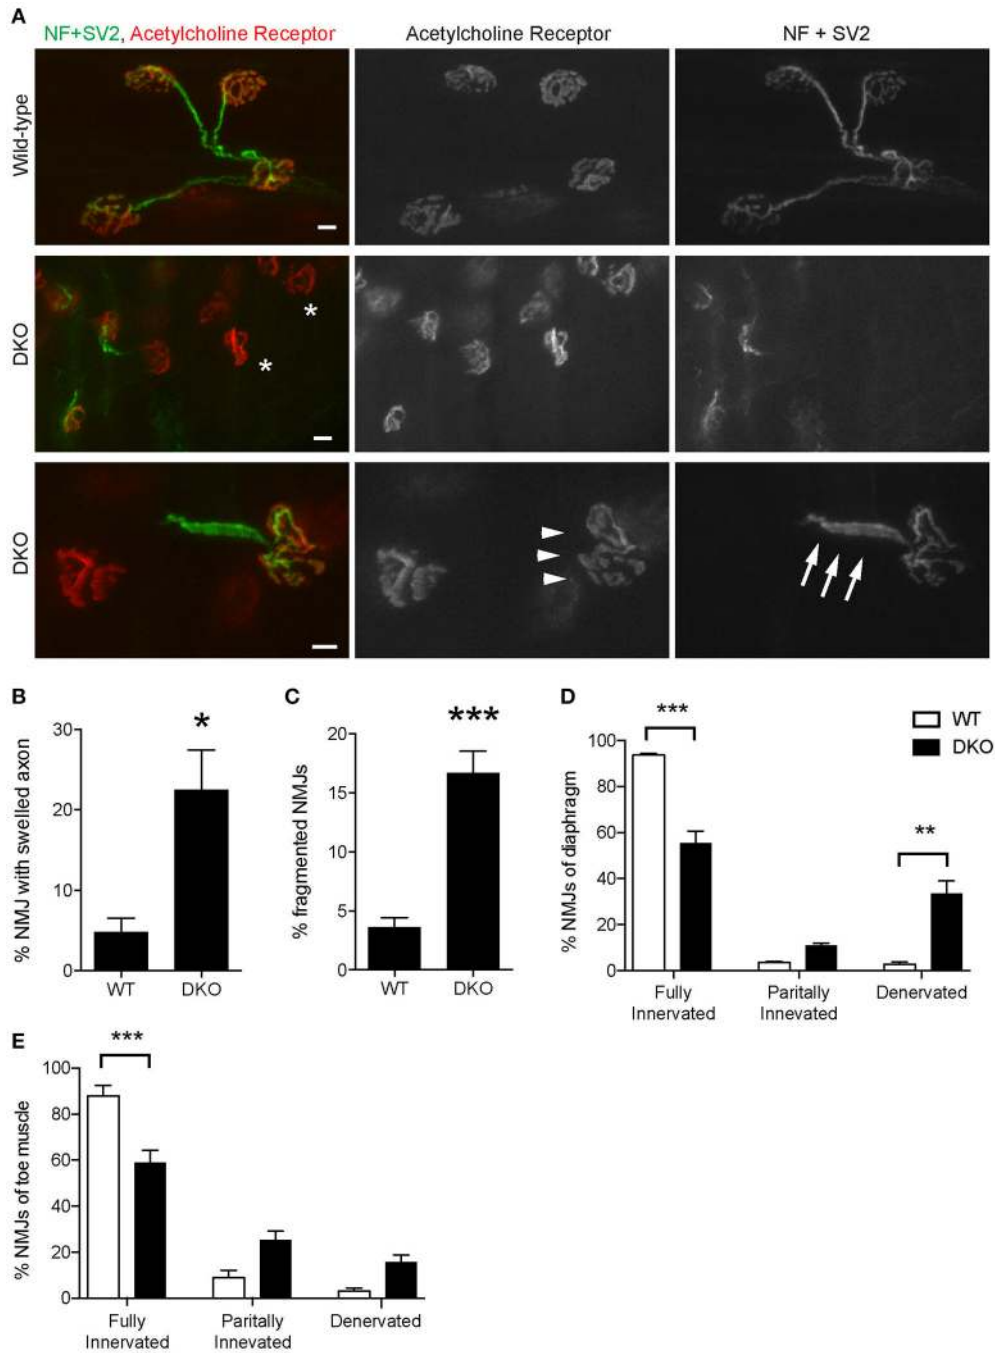 A
NF+SV2, Acetylcholine Receptor
Acetylcholine Receptor
NF + SV2
Wild-type
DKO
*
*
DKO
B
% NMJ with swelled axon
30
20
10
0
*
WT
DKO
C
% fragmented NMJs
20
15
10
5
0
***
WT
DKO
D
% NMJs of diaphragm
100
80
60
40
20
0
***
**
WT
DKO
Fully
Innervated
Paritally
Innevated
Denervated
E
% NMJs of toe muscle
100
80
60
40
20
0
***
Fully
Innervated
Paritally
Innevated
Denervated